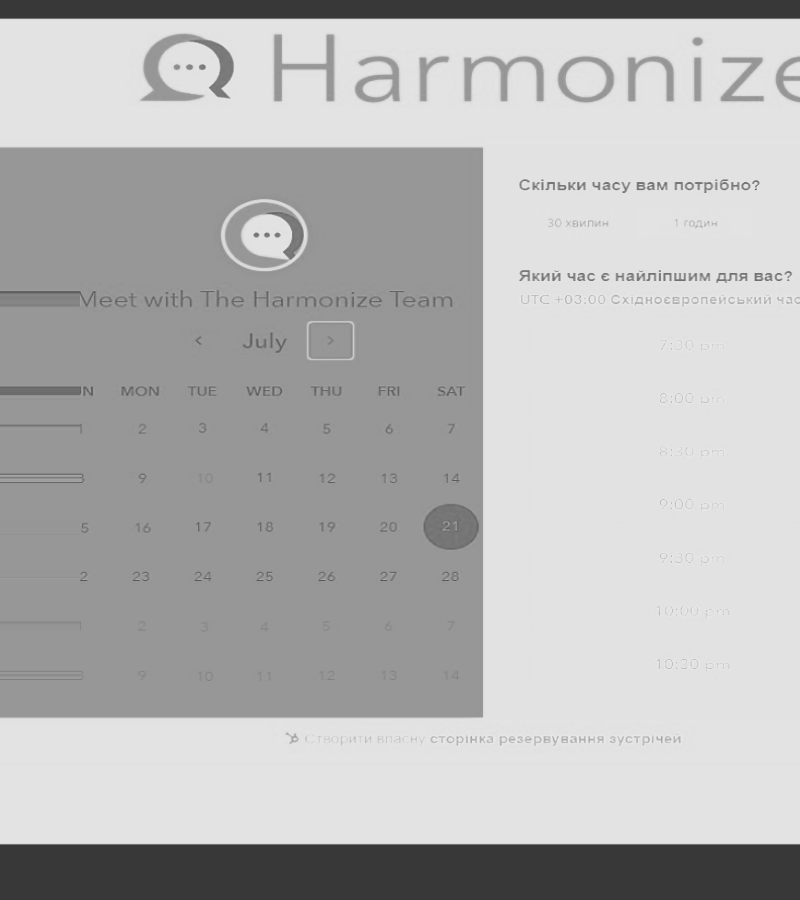 Harmonize
Meet with The Harmonize Team
July
N MON TUE WED THU FRI SAT
1 2 3 4 5 6 7
9 10 11 12 13 14
5 16 17 18 19 20 21
2 23 24 25 26 27 28
1 2 3 4 5 6 7
9 10 11 12 13 14
Скільки часу вам потрібно?
30 хвилин 1 годин
Який час є найліпшим для вас?
UTC +03:00 Східноєвропейський час
7:30 pm
8:00 pm
8:30 pm
9:00 pm
9:30 pm
10:00 pm
10:30 pm
Створити власну сторінка резервування зустрічей